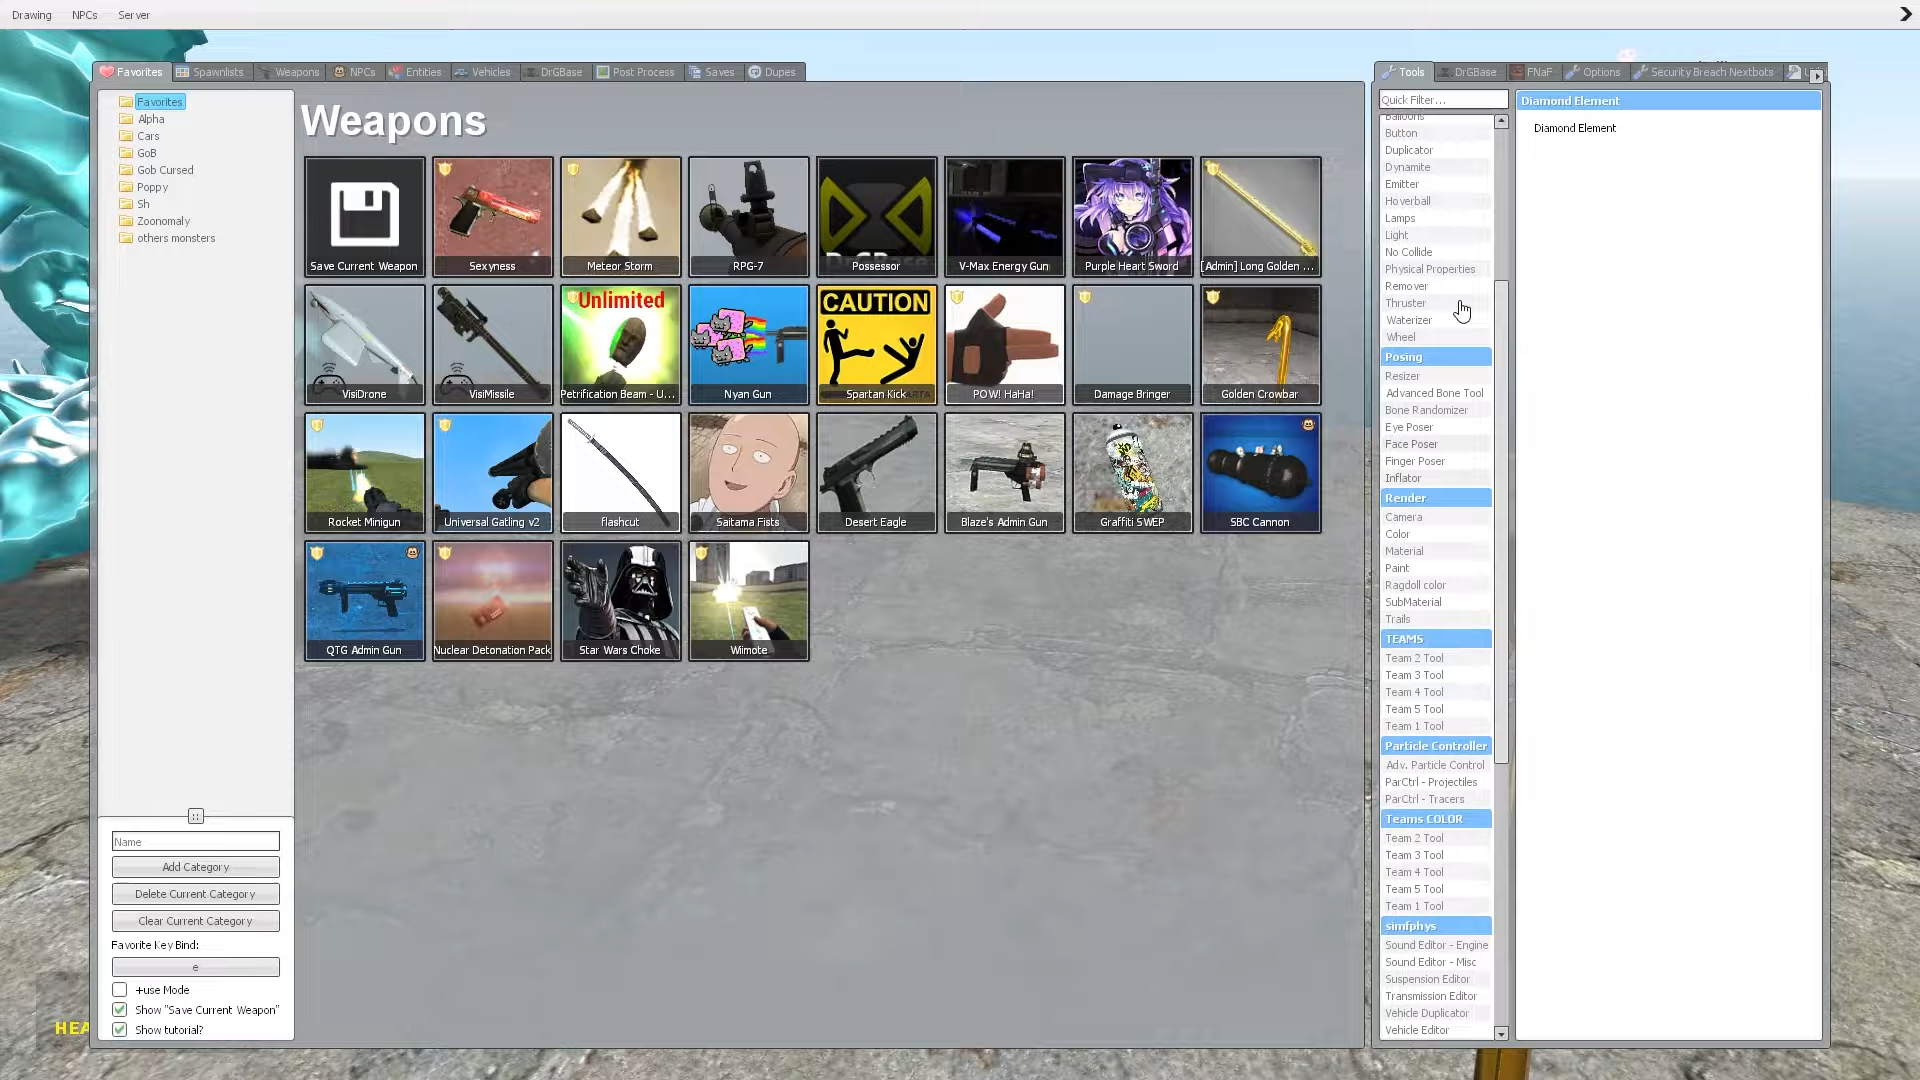 Drawing NPCs Server
Favorites Spawnlists Weapons NPCs Entities Vehicles DrGBase Post Process Saves Dupes
Favorites
Alpha
Cars
GoB
Gob Cursed
Poppy
Sh
Zoonomaly
others monsters
Name
Add Category
Delete Current Category
Clear Current Category
Favorite Key Bind:
e
+use Mode
Show "Save Current Weapon"
Show tutorial?
HEA
Weapons
Save Current Weapon
Sexyness
Meteor Storm
RPG-7
Possessor
V-Max Energy Gun
Purple Heart Sword
[Admin] Long Golden ...
VisiDrone
VisiMissile
Unlimited
Petrification Beam - U...
Nyan Gun
CAUTION
Spartan Kick
POW! HaHa!
Damage Bringer
Golden Crowbar
Rocket Minigun
Universal Gatling v2
flashcut
Saitama Fists
Desert Eagle
Blaze's Admin Gun
Graffiti SWEP
SBC Cannon
QTG Admin Gun
Nuclear Detonation Pack
Star Wars Choke
Wiimote
Tools DrGBase FNaF Options Security Breach Nextbots
Quick Filter...
Balloons
Button
Duplicator
Dynamite
Emitter
Hoverball
Lamps
Light
No Collide
Physical Properties
Remover
Thruster
Waterizer
Wheel
Posing
Resizer
Advanced Bone Tool
Bone Randomizer
Eye Poser
Face Poser
Finger Poser
Inflator
Render
Camera
Color
Material
Paint
Ragdoll color
SubMaterial
Trails
TEAMS
Team 2 Tool
Team 3 Tool
Team 4 Tool
Team 5 Tool
Team 1 Tool
Particle Controller
Adv. Particle Control
ParCtrl - Projectiles
ParCtrl - Tracers
Teams COLOR
Team 2 Tool
Team 3 Tool
Team 4 Tool
Team 5 Tool
Team 1 Tool
simfphys
Sound Editor - Engine
Sound Editor - Misc
Suspension Editor
Transmission Editor
Vehicle Duplicator
Vehicle Editor
Diamond Element
Diamond Element